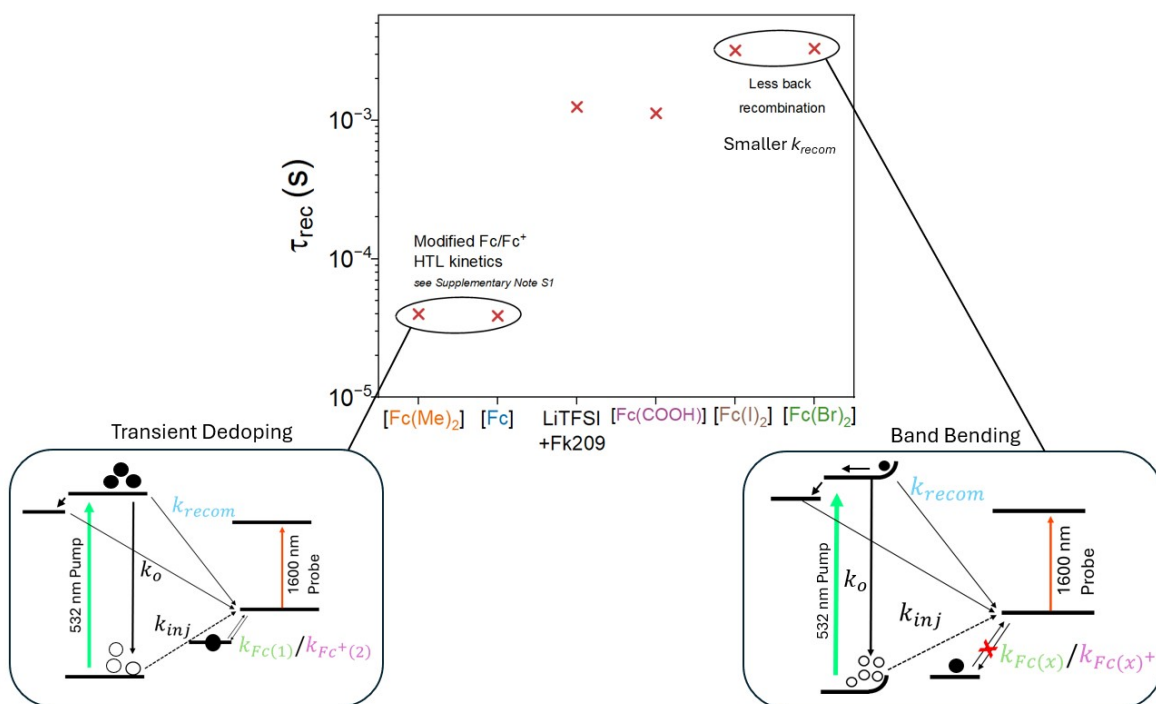 τrec (s)
10⁻³
10⁻⁴
10⁻⁵
Less back
recombination
Smaller krecom
Modified Fc/Fc⁺
HTL kinetics
see Supplementary Note S1
[Fc(Me)₂]
[Fc]
LiTFSI
+Fk209
[Fc(COOH)]
[Fc(I)₂]
[Fc(Br)₂]
Transient Dedoping
532 nm Pump
krecom
ko
kinj
1600 nm
Probe
kFc(1)/kFc⁺(2)
Band Bending
532 nm Pump
krecom
ko
kinj
1600 nm
Probe
kFc(x)/kFc(x)⁺